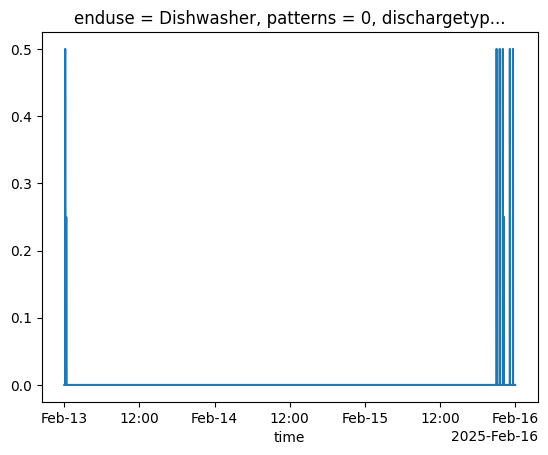 enduse = Dishwasher, patterns = 0, dischargetyp...
0.5
0.4
0.3
0.2
0.1
0.0
Feb-13 12:00 Feb-14 12:00 Feb-15 12:00 Feb-16
time
2025-Feb-16